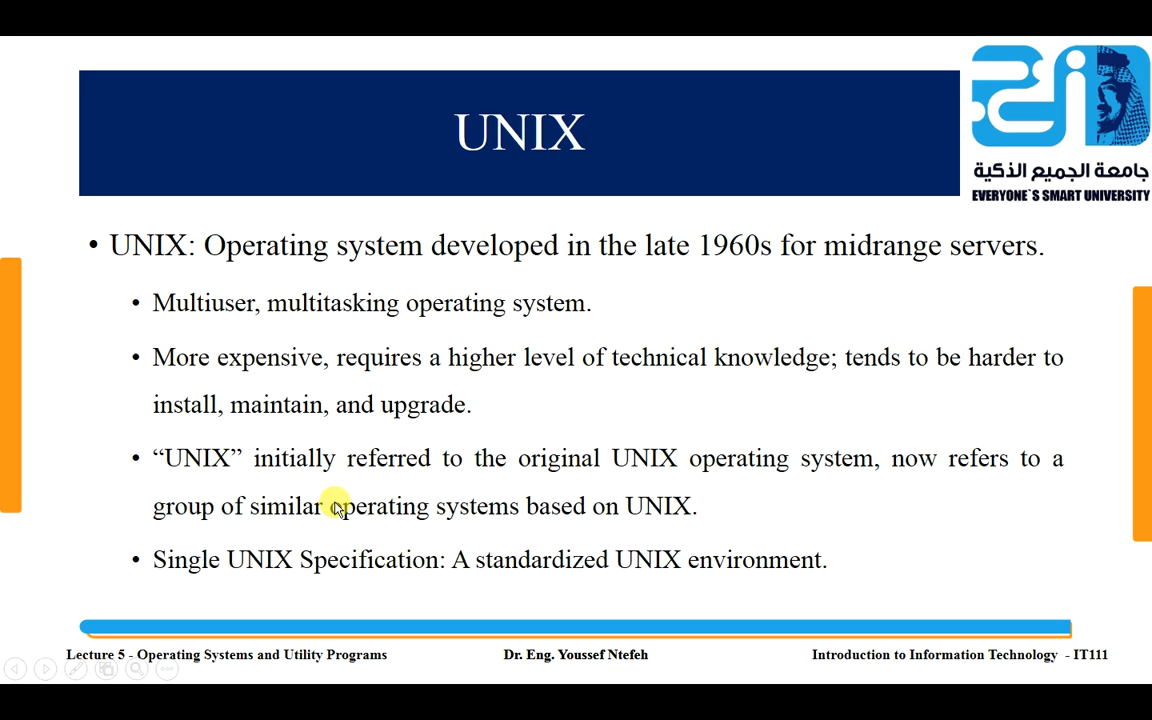 UNIX
جامعة الجميع الذكية
EVERYONE`S SMART UNIVERSITY
• UNIX: Operating system developed in the late 1960s for midrange servers.
• Multiuser, multitasking operating system.
• More expensive, requires a higher level of technical knowledge; tends to be harder to
install, maintain, and upgrade.
• “UNIX” initially referred to the original UNIX operating system, now refers to a
group of similar operating systems based on UNIX.
• Single UNIX Specification: A standardized UNIX environment.
Lecture 5 - Operating Systems and Utility Programs
Dr. Eng. Youssef Ntefeh
Introduction to Information Technology - IT111